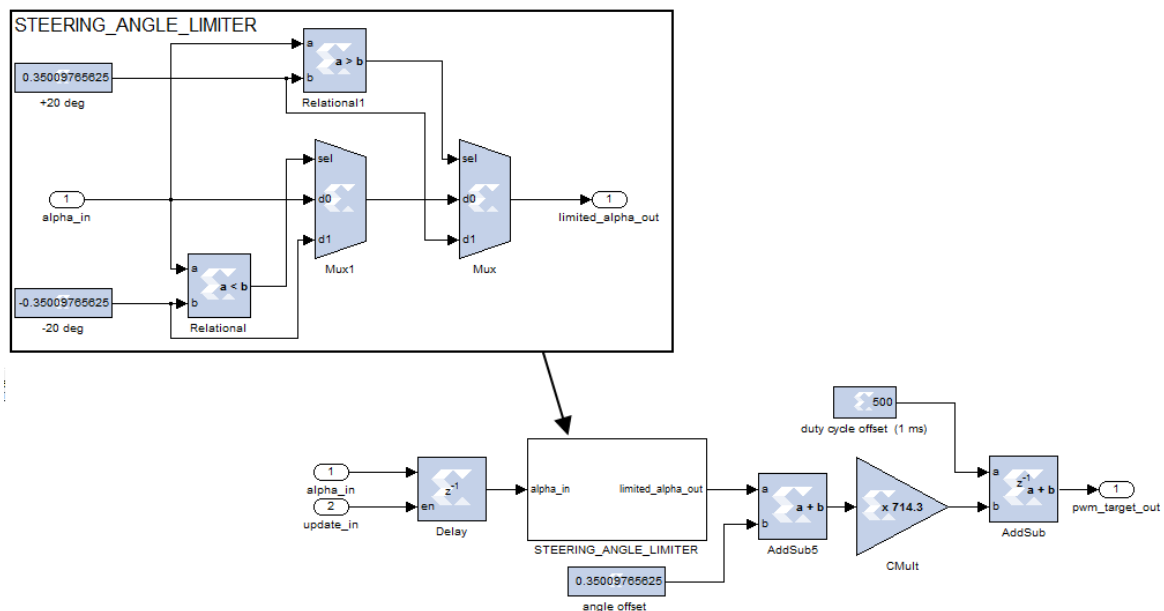 STEERING_ANGLE_LIMITER
a
a > b
b
Relational1
0.35009765625
+20 deg
sel
d0
d1
Mux1
sel
d0
d1
Mux
1
alpha_in
1
limited_alpha_out
a
a < b
b
Relational
-0.35009765625
-20 deg
500
duty cycle offset (1 ms)
1
alpha_in
2
update_in
z-1
en
Delay
alpha_in
limited_alpha_out
STEERING_ANGLE_LIMITER
0.35009765625
angle offset
a
a + b
b
AddSub5
x 714.3
CMult
a
z-1
a + b
b
AddSub
1
pwm_target_out